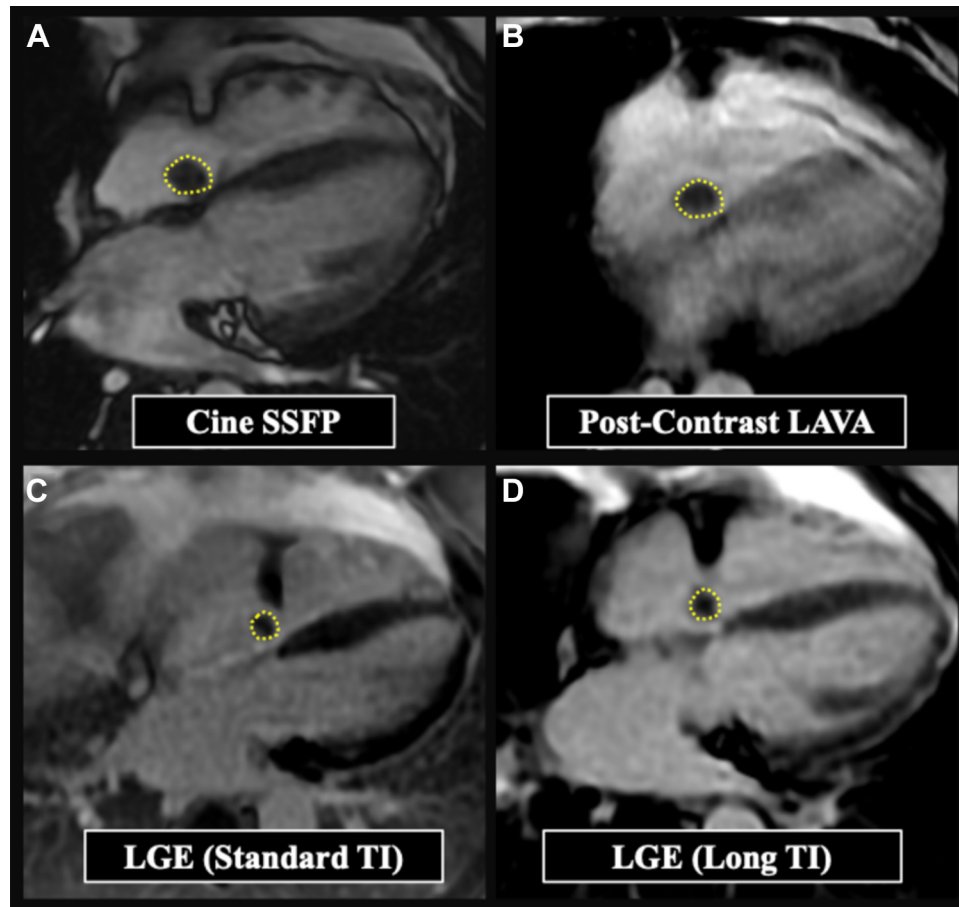 A
B
Cine SSFP
Post-Contrast LAVA
C
D
LGE (Standard TI)
LGE (Long TI)